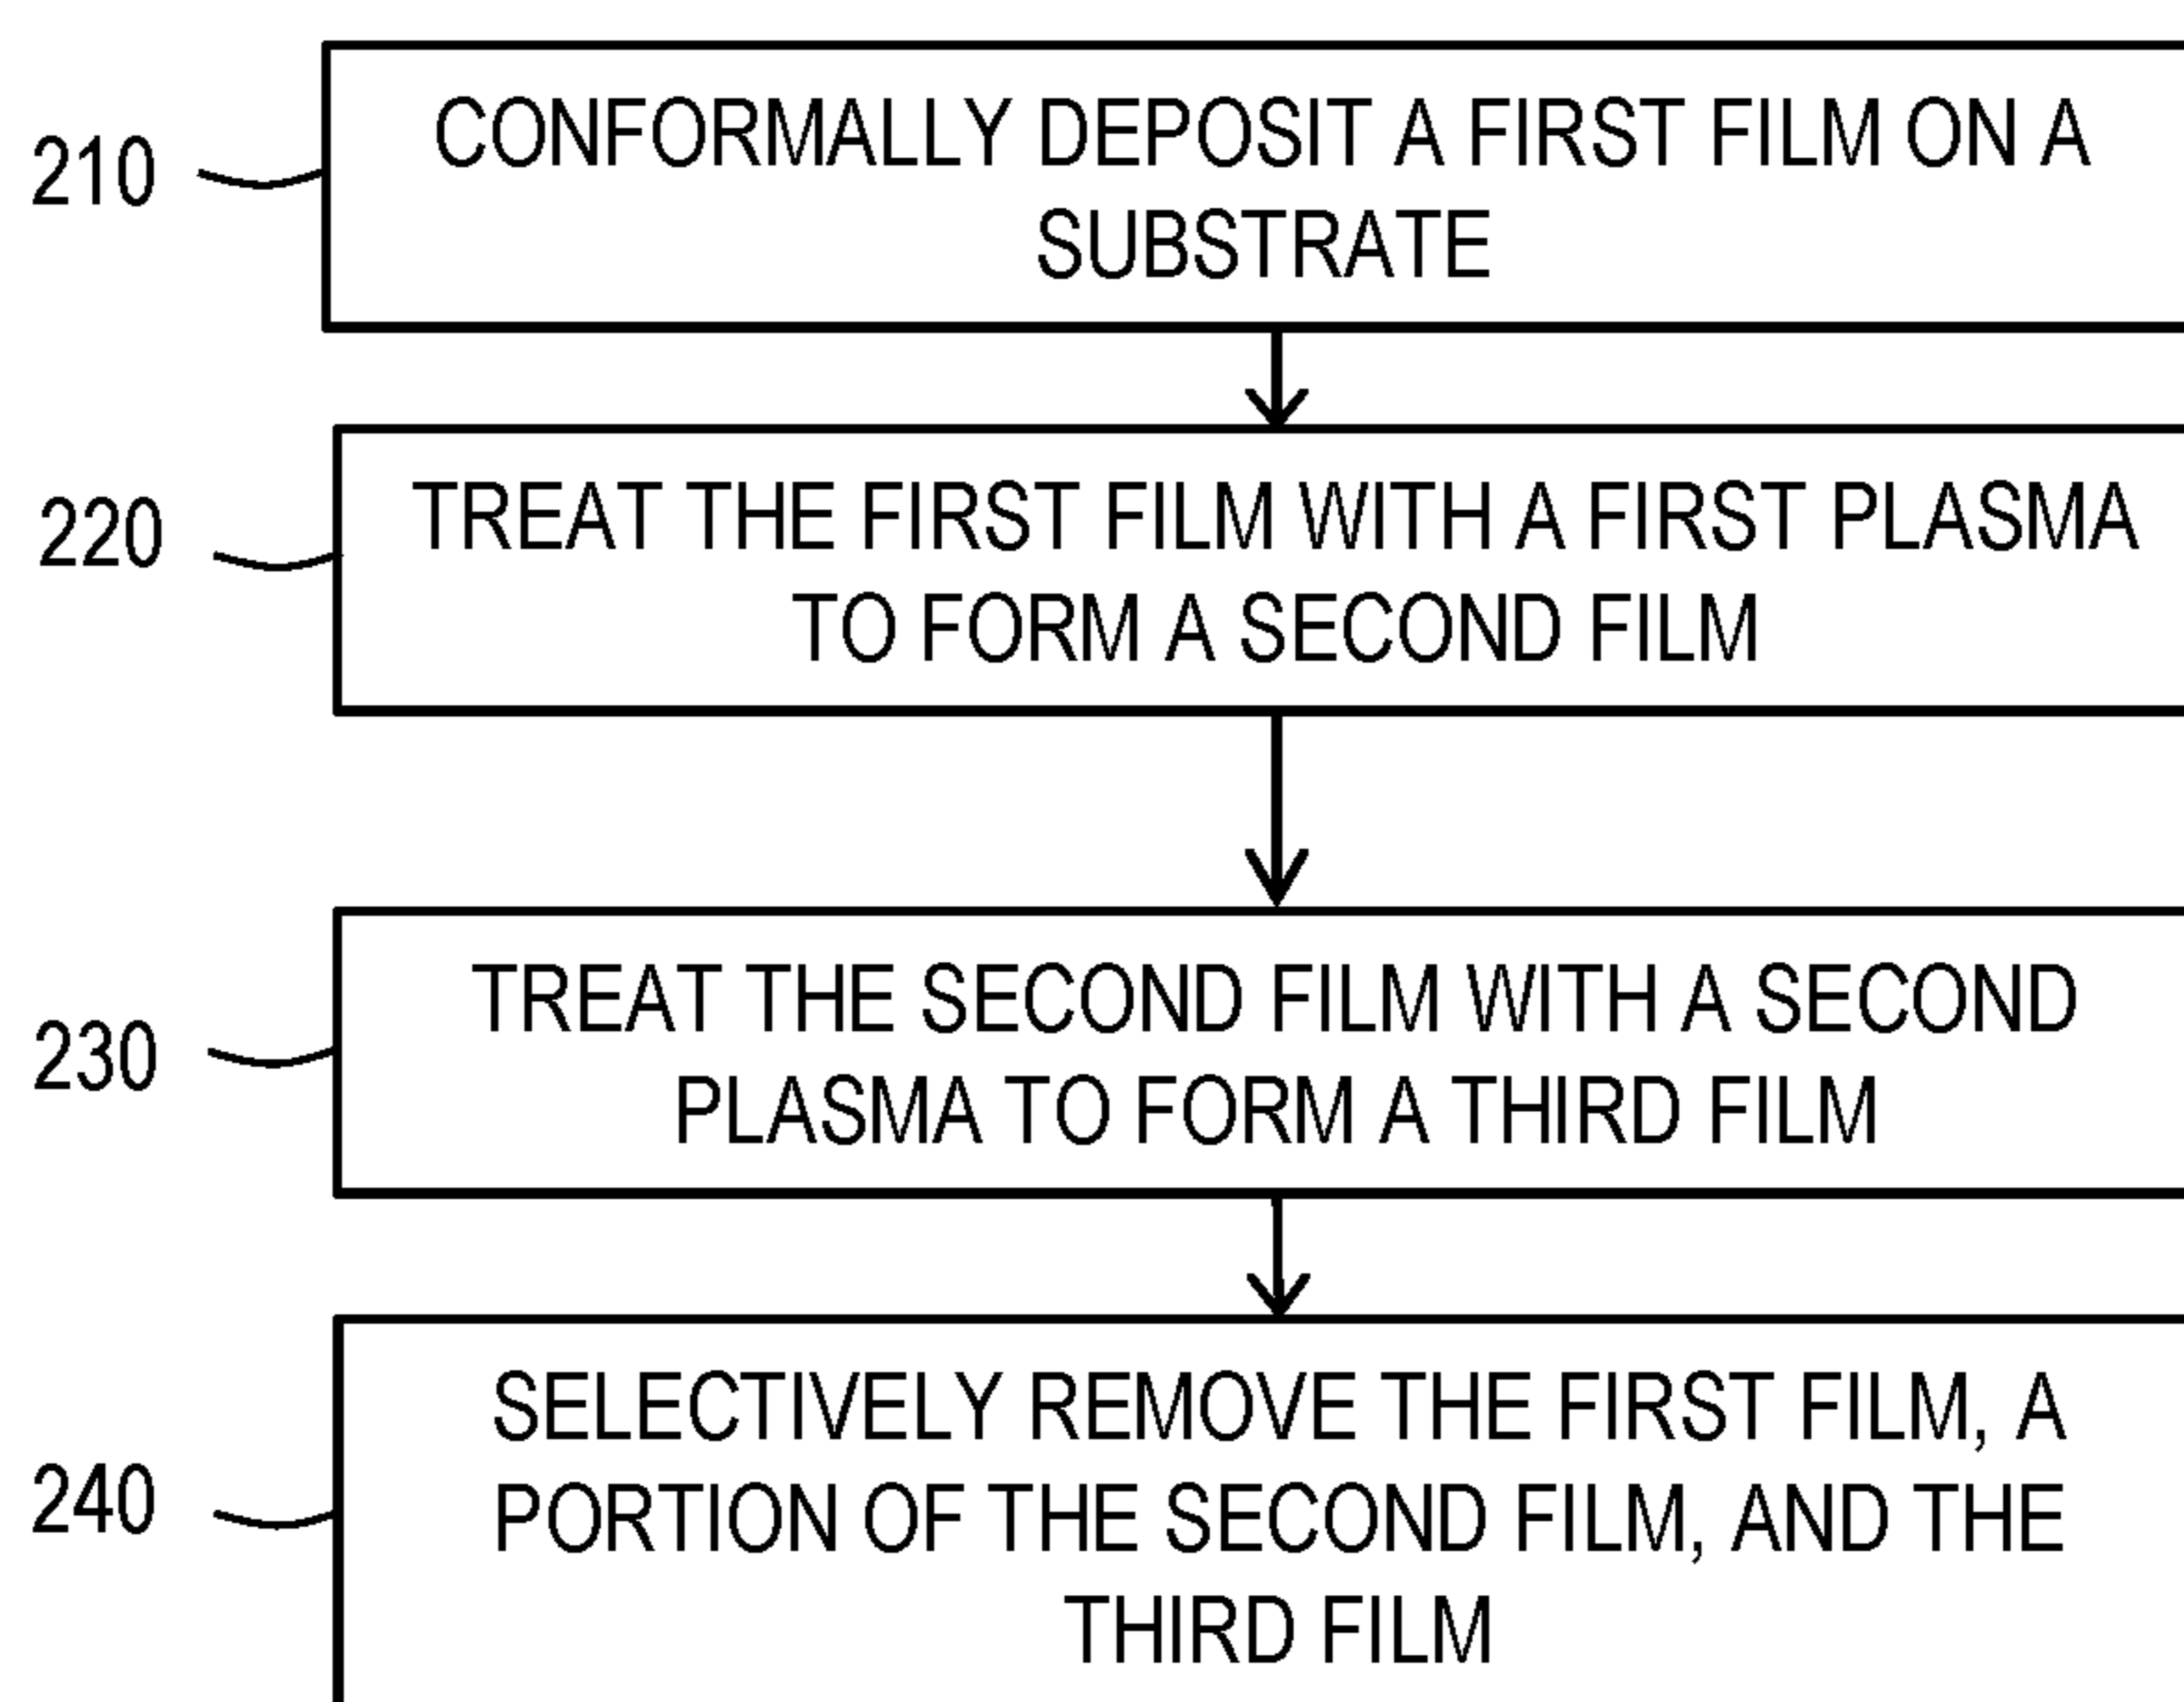 210
CONFORMALLY DEPOSIT A FIRST FILM ON A
SUBSTRATE
220
TREAT THE FIRST FILM WITH A FIRST PLASMA
TO FORM A SECOND FILM
230
TREAT THE SECOND FILM WITH A SECOND
PLASMA TO FORM A THIRD FILM
240
SELECTIVELY REMOVE THE FIRST FILM, A
PORTION OF THE SECOND FILM, AND THE
THIRD FILM